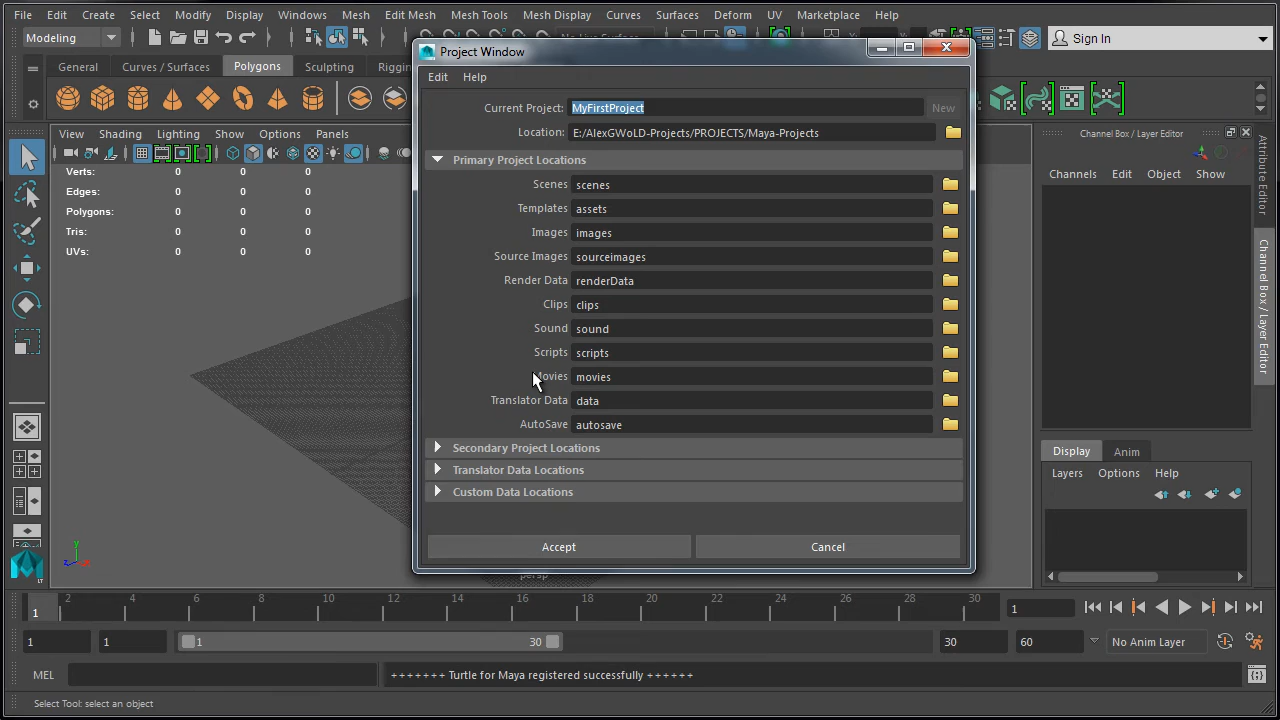 File Edit Create Select Modify Display Windows Mesh Edit Mesh Mesh Tools Mesh Display Curves Surfaces Deform UV Marketplace Help
Modeling
Sign In
General Curves / Surfaces Polygons Sculpting
View Shading Lighting Show Options Panels
Verts: 0 0 0
Edges: 0 0 0
Polygons: 0 0 0
Tris: 0 0 0
UVs: 0 0 0
Project Window
Edit Help
Current Project: MyFirstProject New
Location: E:/AlexGWoLD-Projects/PROJECTS/Maya-Projects
Primary Project Locations
Scenes scenes
Templates assets
Images images
Source Images sourceimages
Render Data renderData
Clips clips
Sound sound
Scripts scripts
Movies movies
Translator Data data
AutoSave autosave
Secondary Project Locations
Translator Data Locations
Custom Data Locations
Accept Cancel
persp
Channel Box / Layer Editor
Channels Edit Object Show
Attribute Editor
Channel Box / Layer Editor
Display Anim
Layers Options Help
LT
1 2 4 6 8 10 12 14 16 18 20 22 24 26 28 30 1
1 1 1 30 30 60 No Anim Layer
MEL +++++++ Turtle for Maya registered successfully ++++++
Select Tool: select an object